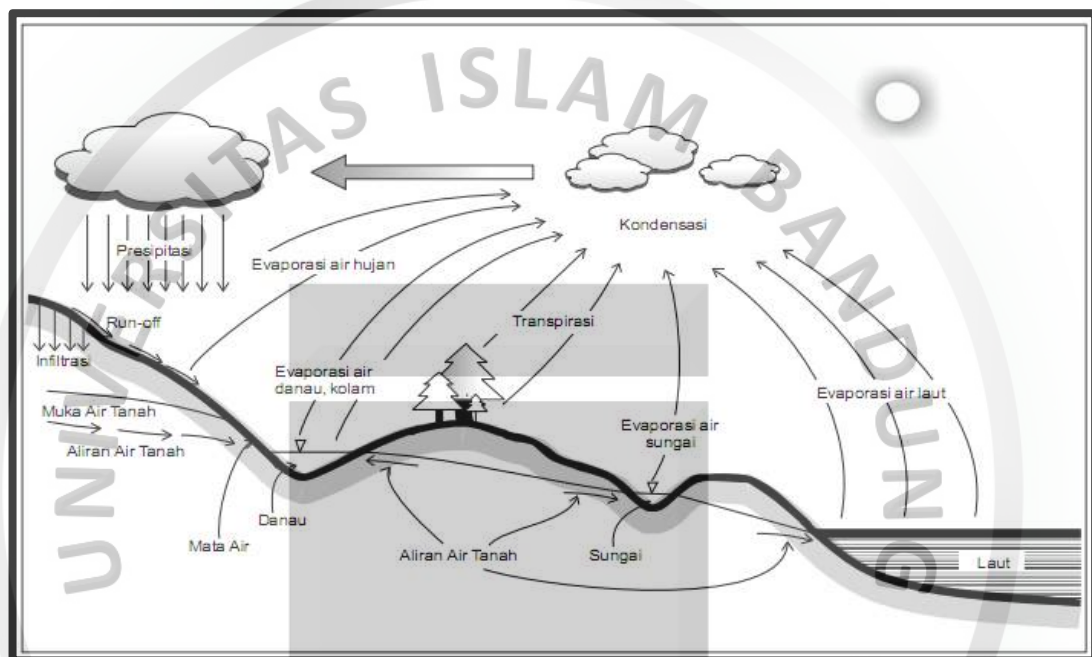 UNIVERSITAS ISLAM BANDUNG
Kondensasi
Presipitasi
Evaporasi air hujan
Run-off
Transpirasi
Infiltrasi
Evaporasi air
danau, kolam
Evaporasi air laut
Muka Air Tanah
Evaporasi air
sungai
Aliran Air Tanah
Danau
Mata Air
Aliran Air Tanah
Sungai
Laut